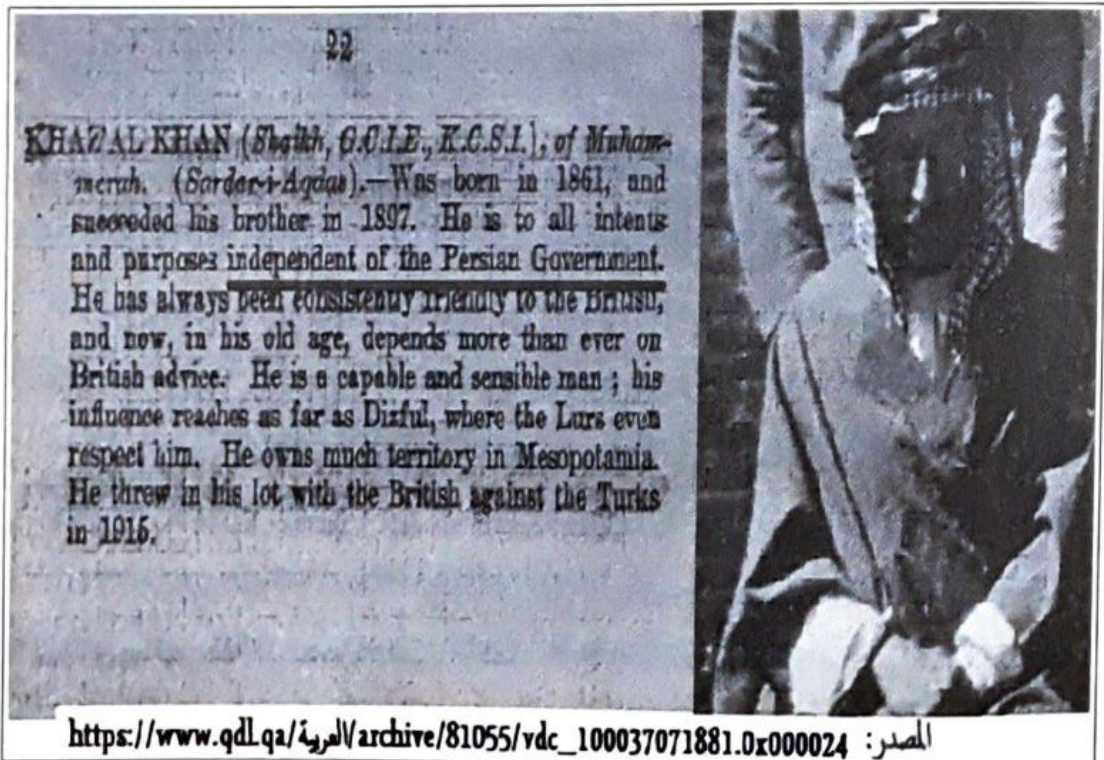 22
KHAZAL KHAN (Shaikh, G.C.I.E., K.C.S.I.), of Muham-
merah. (Sardar-i-Aqdas).—Was born in 1861, and
succeeded his brother in 1897. He is to all intents
and purposes independent of the Persian Government.
He has always been consistently friendly to the British,
and now, in his old age, depends more than ever on
British advice. He is a capable and sensible man ; his
influence reaches as far as Dizful, where the Lurs even
respect him. He owns much territory in Mesopotamia.
He threw in his lot with the British against the Turks
in 1915.
المصدر: https://www.qdl.qa/العربية/archive/81055/vdc_100037071881.0x000024